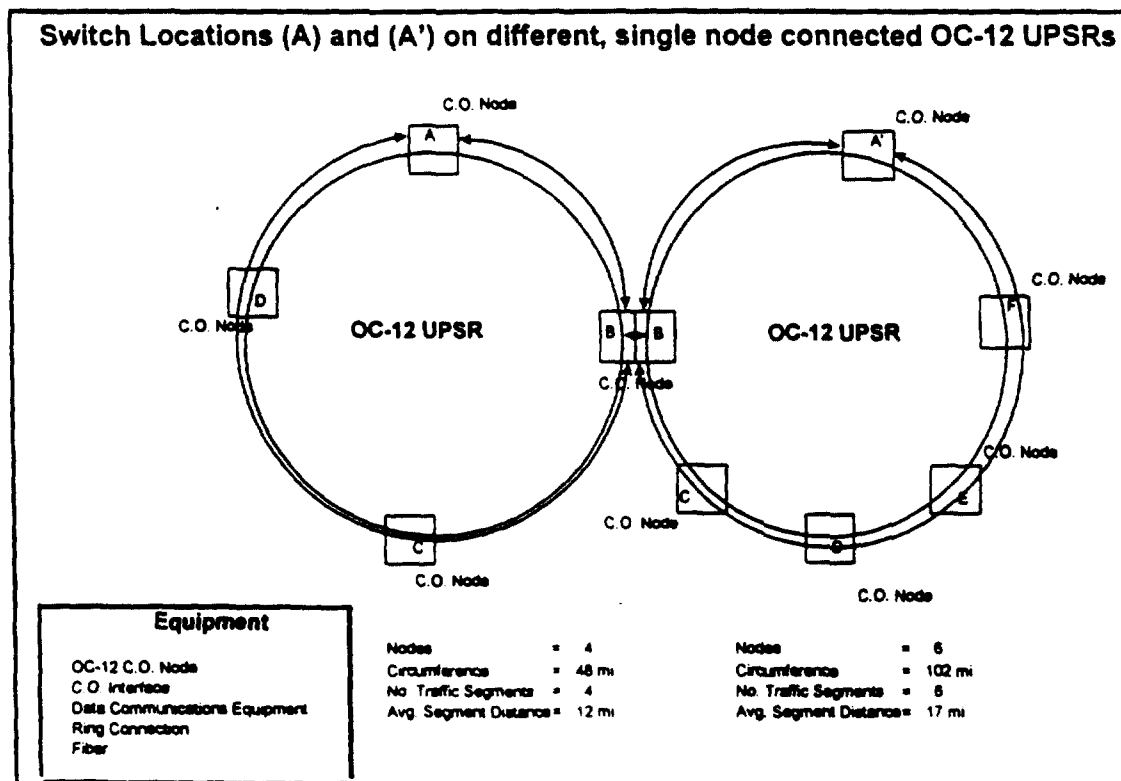 Switch Locations (A) and (A') on different, single node connected OC-12 UPSRs
C.O. Node
A
C.O. Node
A'
D
C.O. Node
OC-12 UPSR
B
B
C.O. Node
OC-12 UPSR
C.O. Node
F
C.O. Node
E
C
C.O. Node
D
C.O. Node
C
C.O. Node
Equipment
OC-12 C.O. Node
C.O. Interface
Data Communications Equipment
Ring Connection
Fiber
Nodes = 4
Circumference = 48 mi
No. Traffic Segments = 4
Avg. Segment Distance = 12 mi
Nodes = 6
Circumference = 102 mi
No. Traffic Segments = 6
Avg. Segment Distance = 17 mi